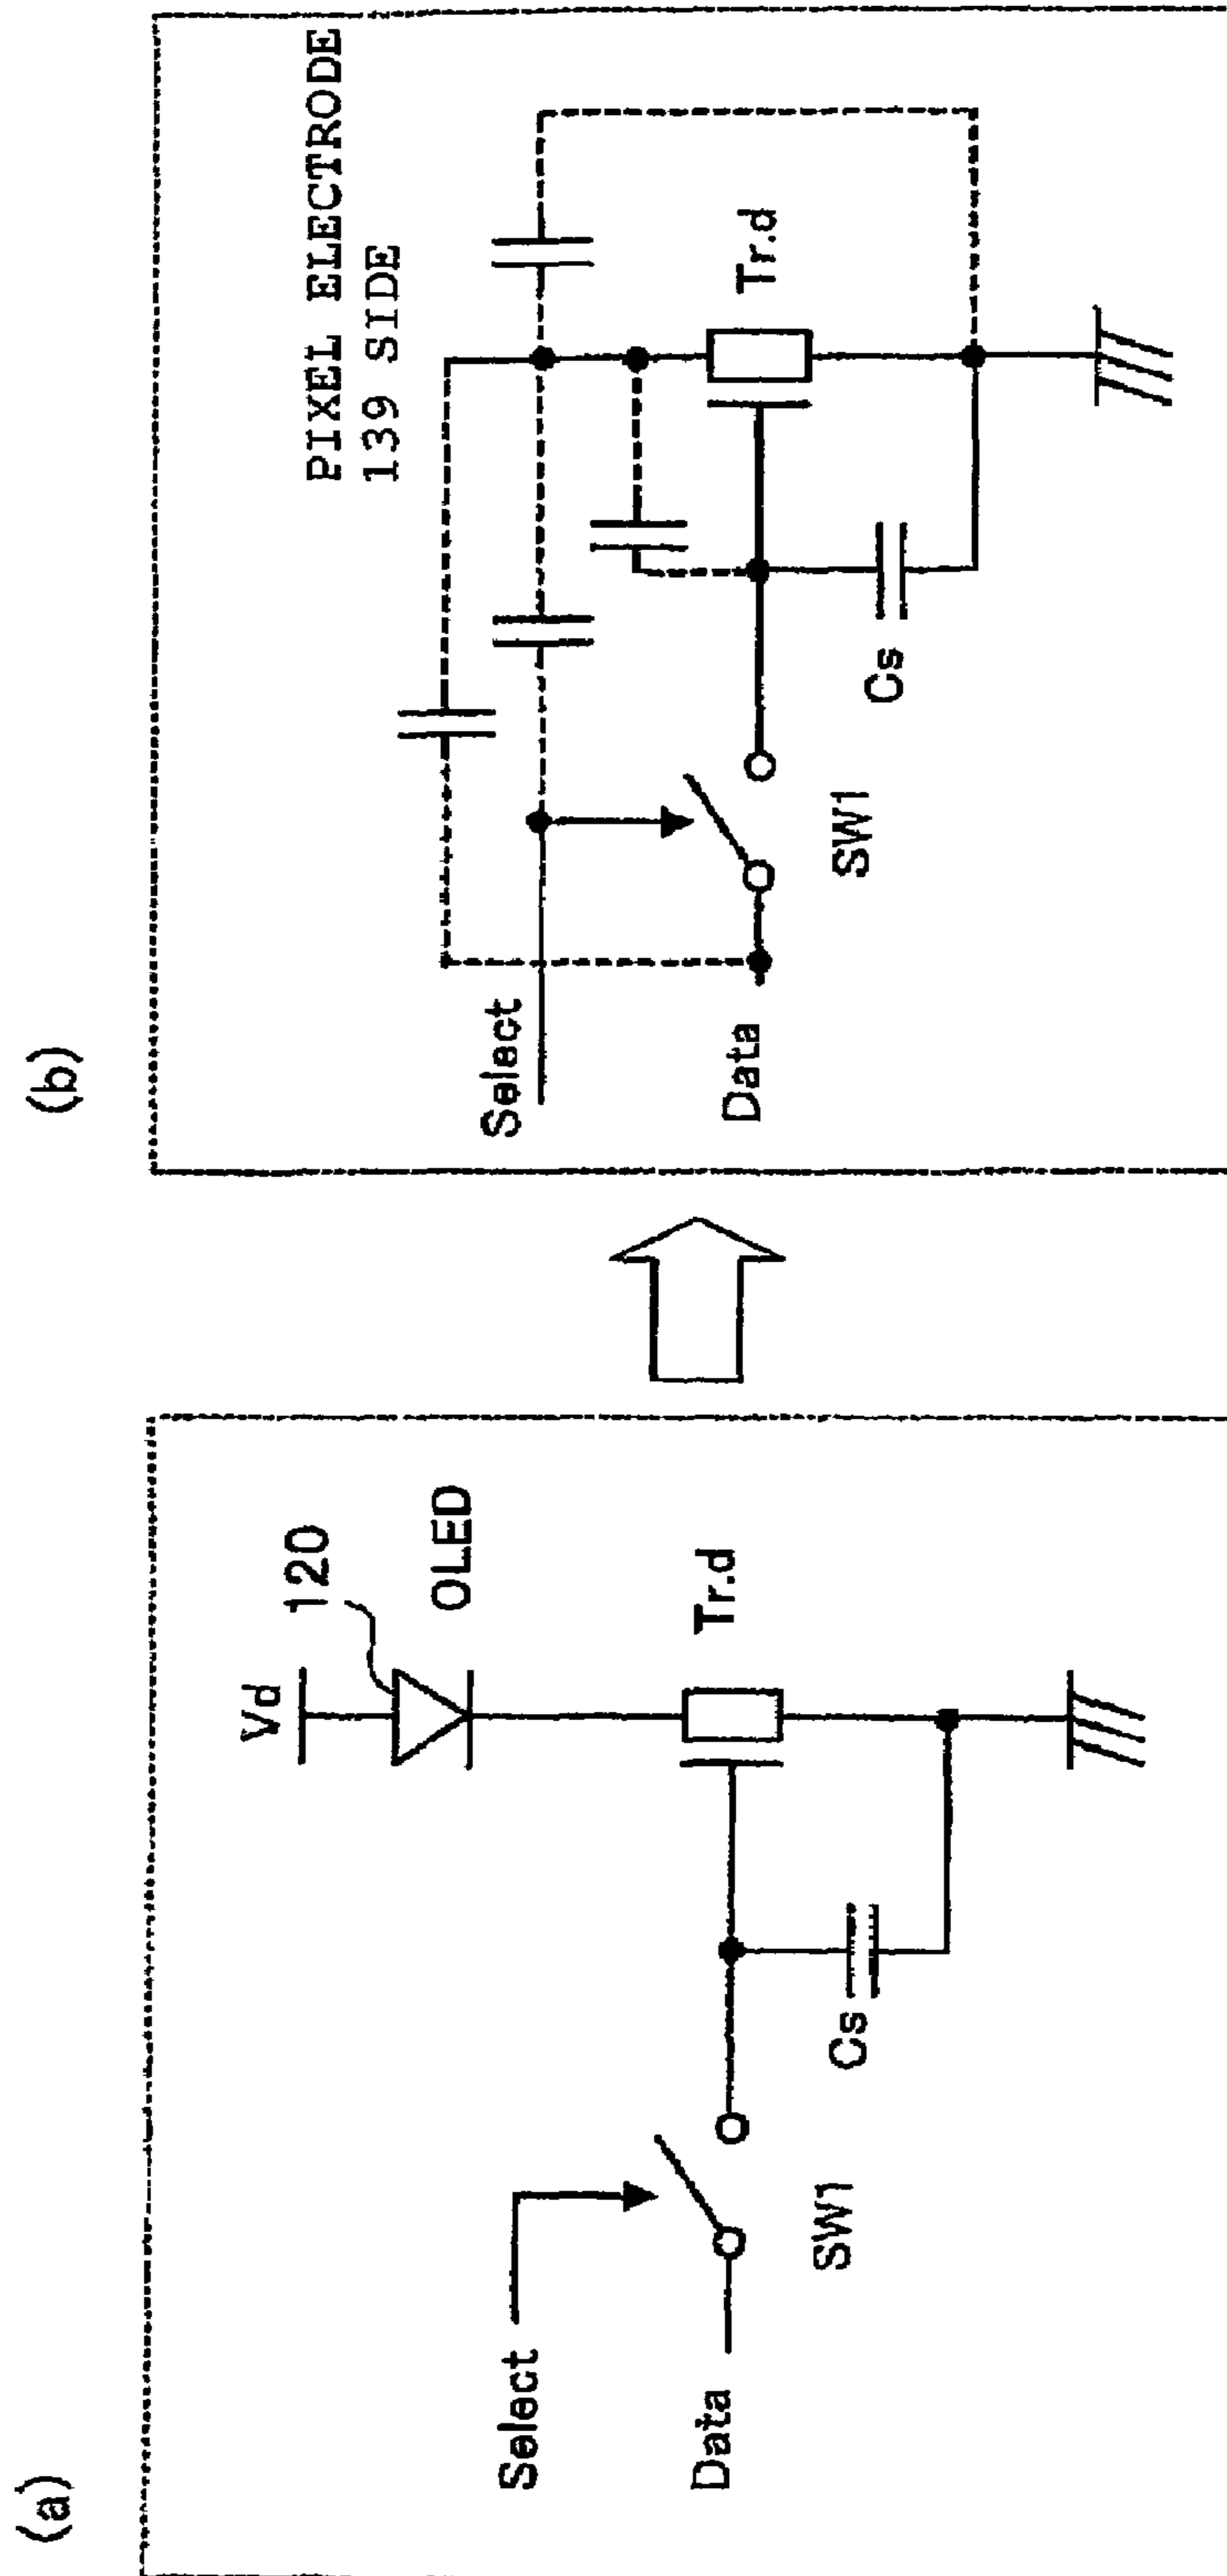 (a)
Vd
120
OLED
Select
Tr.d
Data
Cs
SW1
(b)
PIXEL ELECTRODE
139 SIDE
Select
Tr.d
Data
Cs
SW1